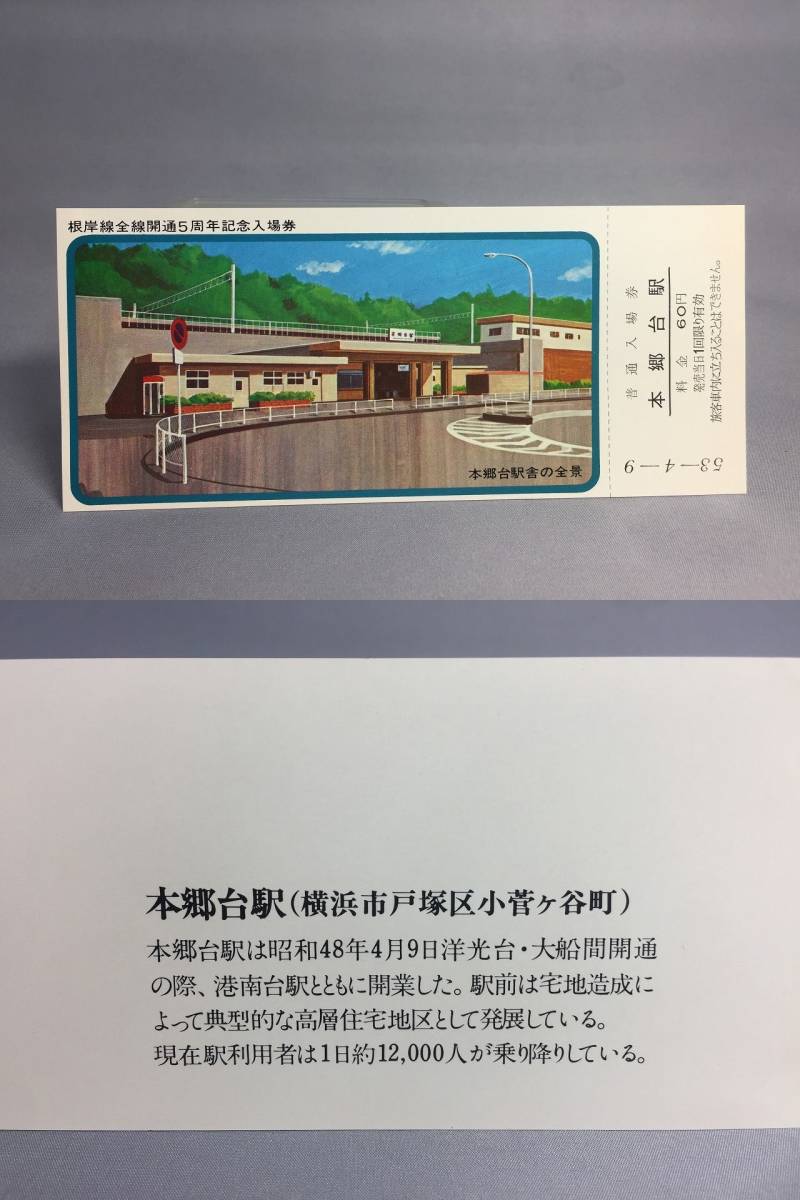 根岸線全線開通5周年記念入場券
本郷台駅舎の全景
普通入場券
本郷台駅
料金 60円
発売当日1回限り有効
旅客車内に立ち入ることはできません。
53—4—9
本郷台駅(横浜市戸塚区小菅ヶ谷町)
本郷台駅は昭和48年4月9日洋光台・大船間開通
の際、港南台駅とともに開業した。駅前は宅地造成に
よって典型的な高層住宅地区として発展している。
現在駅利用者は1日約12,000人が乗り降りしている。